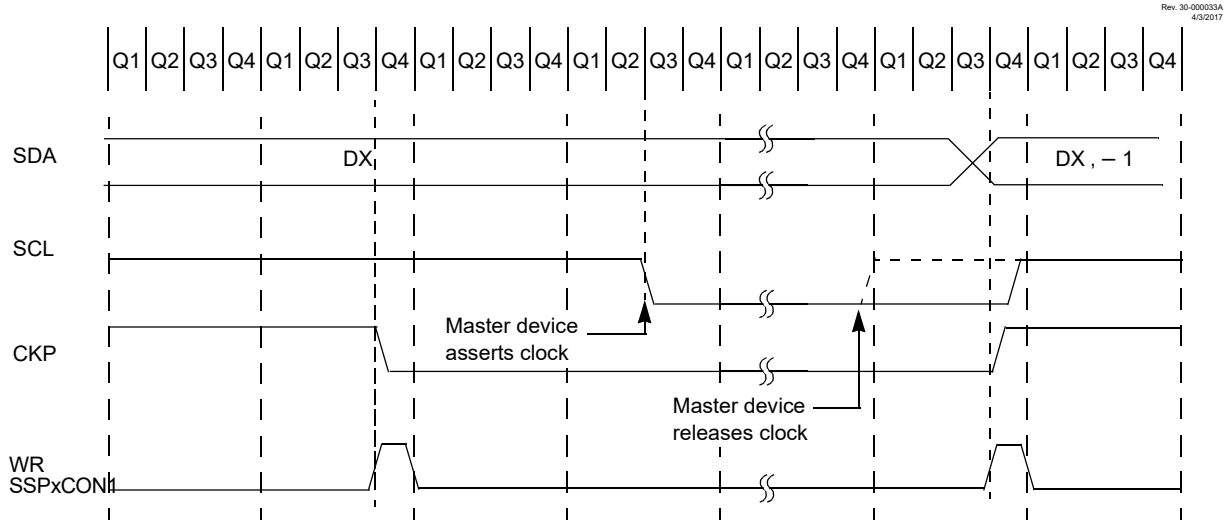 Rev. 30-000033A
4/3/2017
Q1 Q2 Q3 Q4 Q1 Q2 Q3 Q4 Q1 Q2 Q3 Q4 Q1 Q2 Q3 Q4 Q1 Q2 Q3 Q4 Q1 Q2 Q3 Q4 Q1 Q2 Q3 Q4
SDA
DX
DX , – 1
SCL
Master device
asserts clock
CKP
Master device
releases clock
WR
SSPxCON1